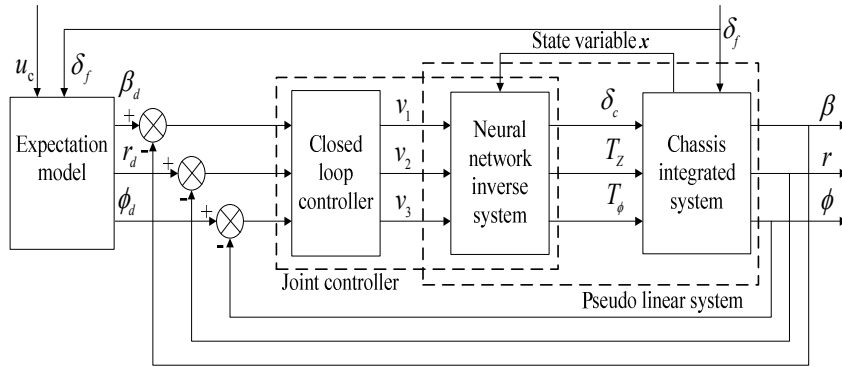 u_c
δ_f
State variable x
δ_f
β_d
r_d
ϕ_d
+
-
+
-
+
-
Expectation
model
Closed
loop
controller
v_1
v_2
v_3
Neural
network
inverse
system
δ_c
T_Z
T_ϕ
Chassis
integrated
system
β
r
ϕ
Joint controller
Pseudo linear system